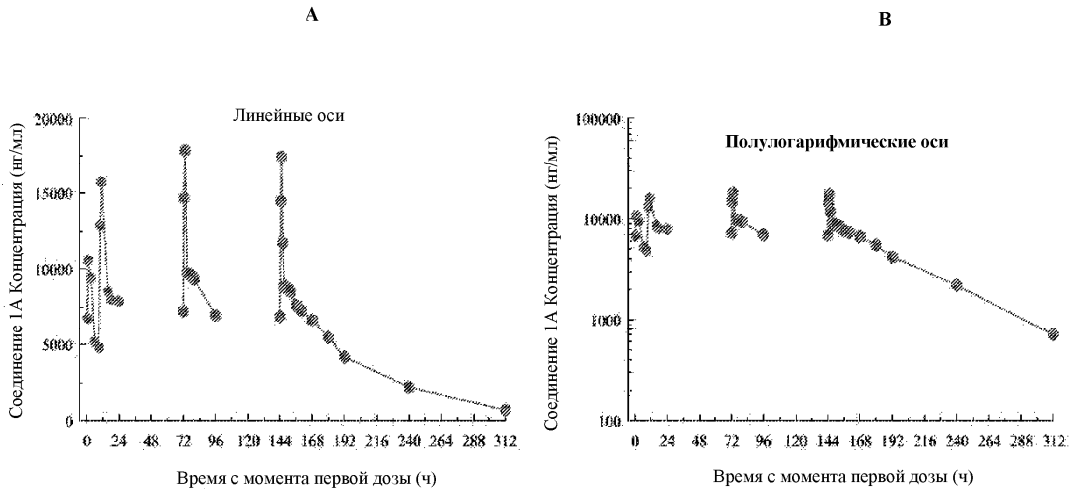 A
B
Линейные оси
Полулогарифмические оси
Соединение 1А Концентрация (нг/мл)
20000
15000
10000
5000
0
0 24 48 72 96 120 144 168 192 216 240 264 288 312
Время с момента первой дозы (ч)
Соединение 1А Концентрация (нг/мл)
100000
10000
1000
100
0 24 48 72 96 120 144 168 192 216 240 264 288 312
Время с момента первой дозы (ч)